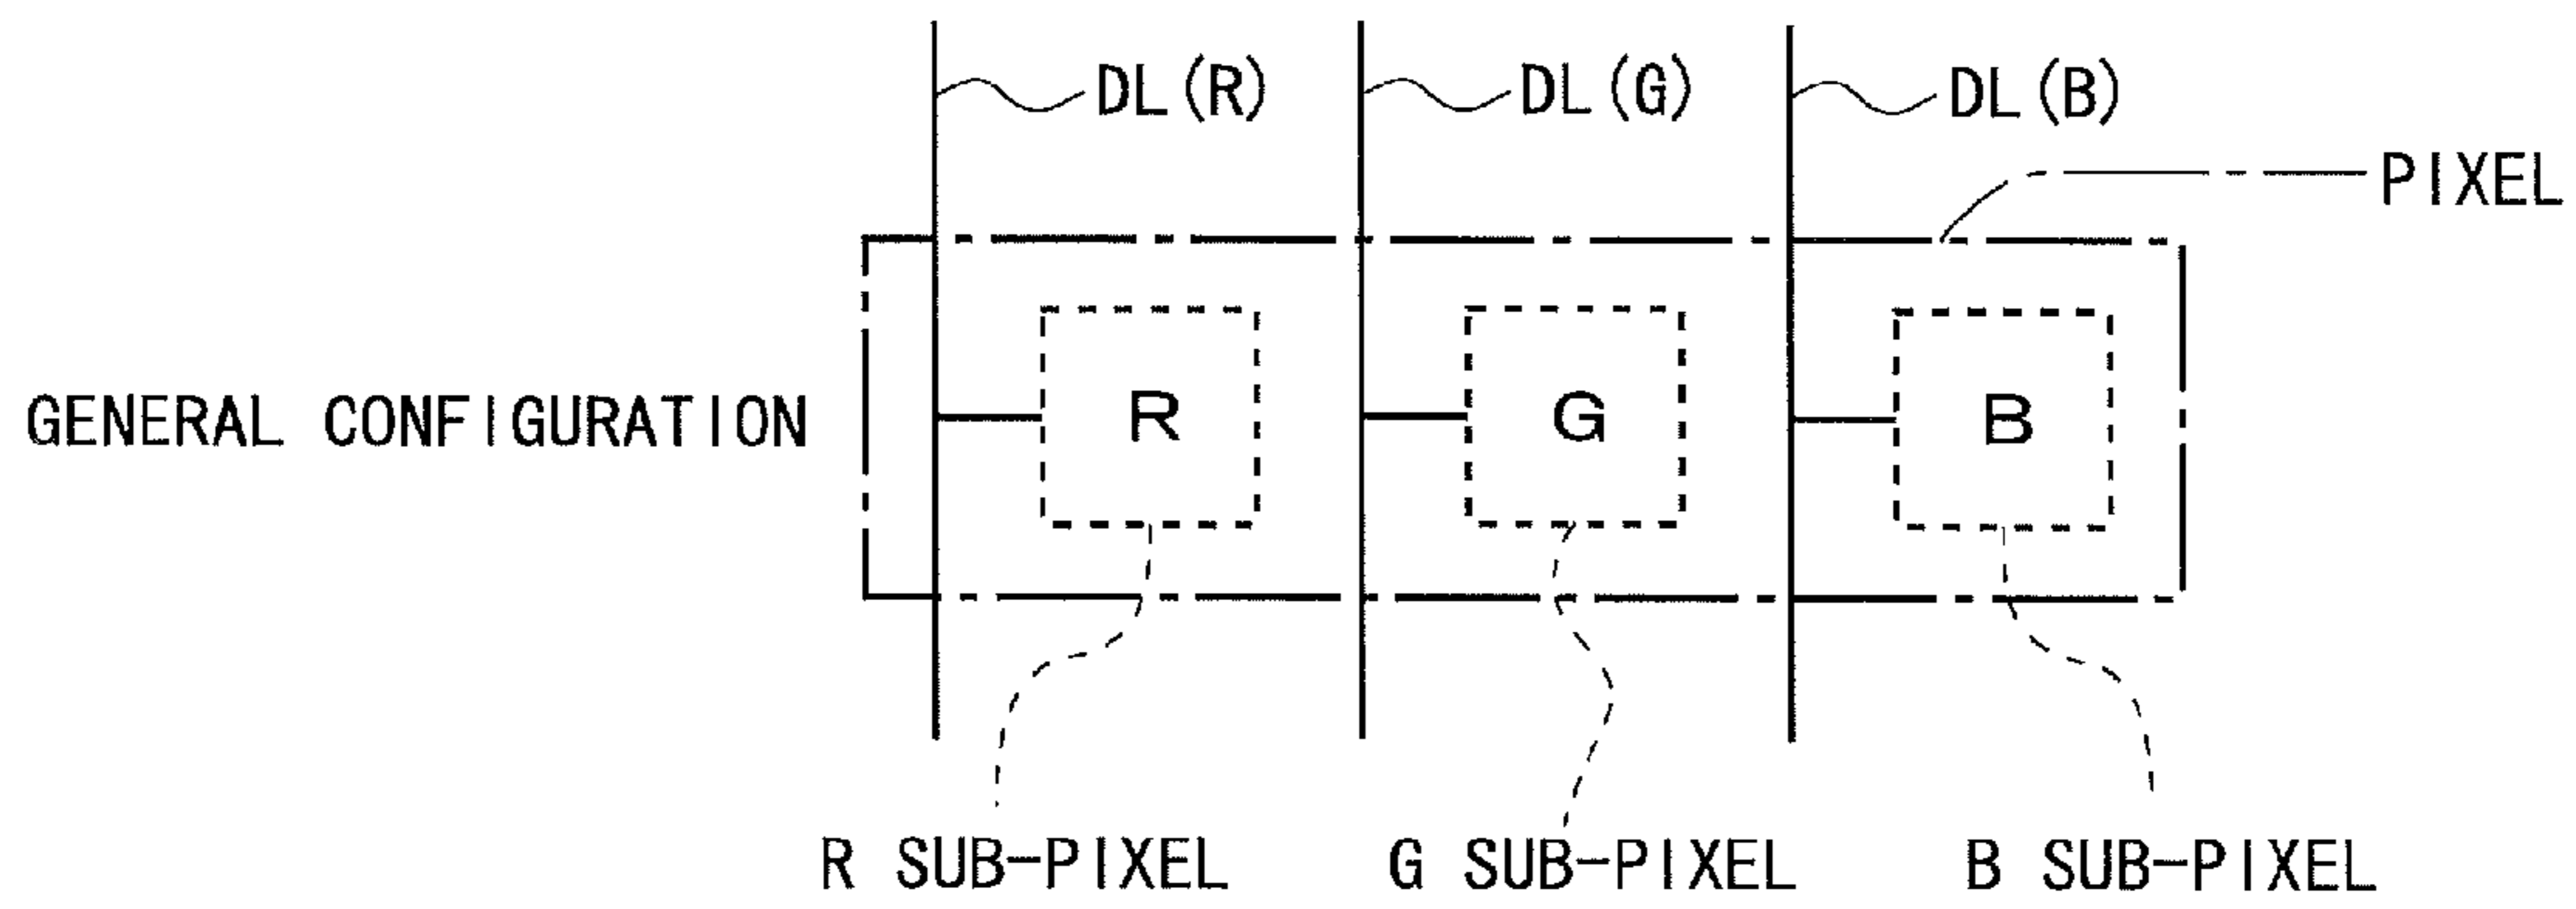 DL(R) DL(G) DL(B)
PIXEL
GENERAL CONFIGURATION R G B
R SUB-PIXEL G SUB-PIXEL B SUB-PIXEL